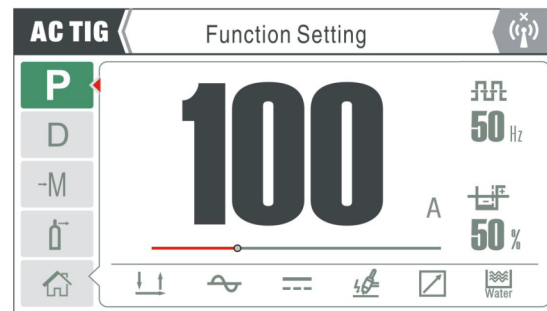 AC TIG
Function Setting
P
D
-M
100
A
50 Hz
50 %
Water